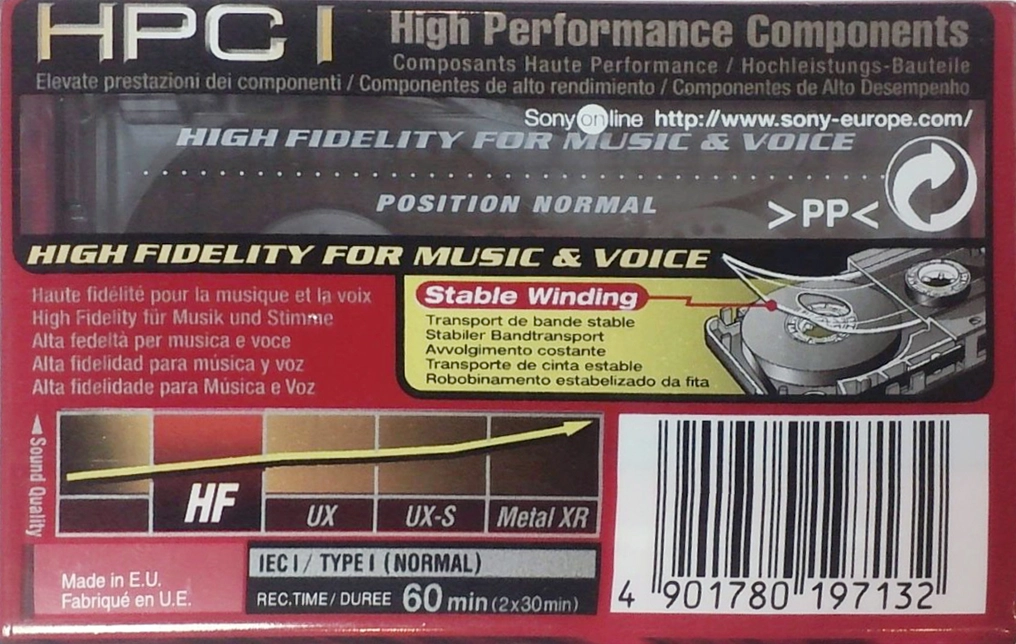 HPC I
High Performance Components
Composants Haute Performance / Hochleistungs-Bauteile
Elevate prestazioni dei componenti / Componentes de alto rendimiento / Componentes de Alto Desempenho
Sony online http://www.sony-europe.com/
HIGH FIDELITY FOR MUSIC & VOICE
POSITION NORMAL
>PP<
HIGH FIDELITY FOR MUSIC & VOICE
Haute fidélité pour la musique et la voix
High Fidelity für Musik und Stimme
Alta fedeltà per musica e voce
Alta fidelidad para música y voz
Alta fidelidade para Música e Voz
Stable Winding
Transport de bande stable
Stabiler Bandtransport
Avvolgimento costante
Transporte de cinta estable
Robobinamento estabelizado da fita
Sound Quality
HF
UX
UX-S
Metal XR
Made in E.U.
Fabriqué en U.E.
IEC I / TYPE I (NORMAL)
REC.TIME / DUREE 60 min (2x30min)
4 901780 197132